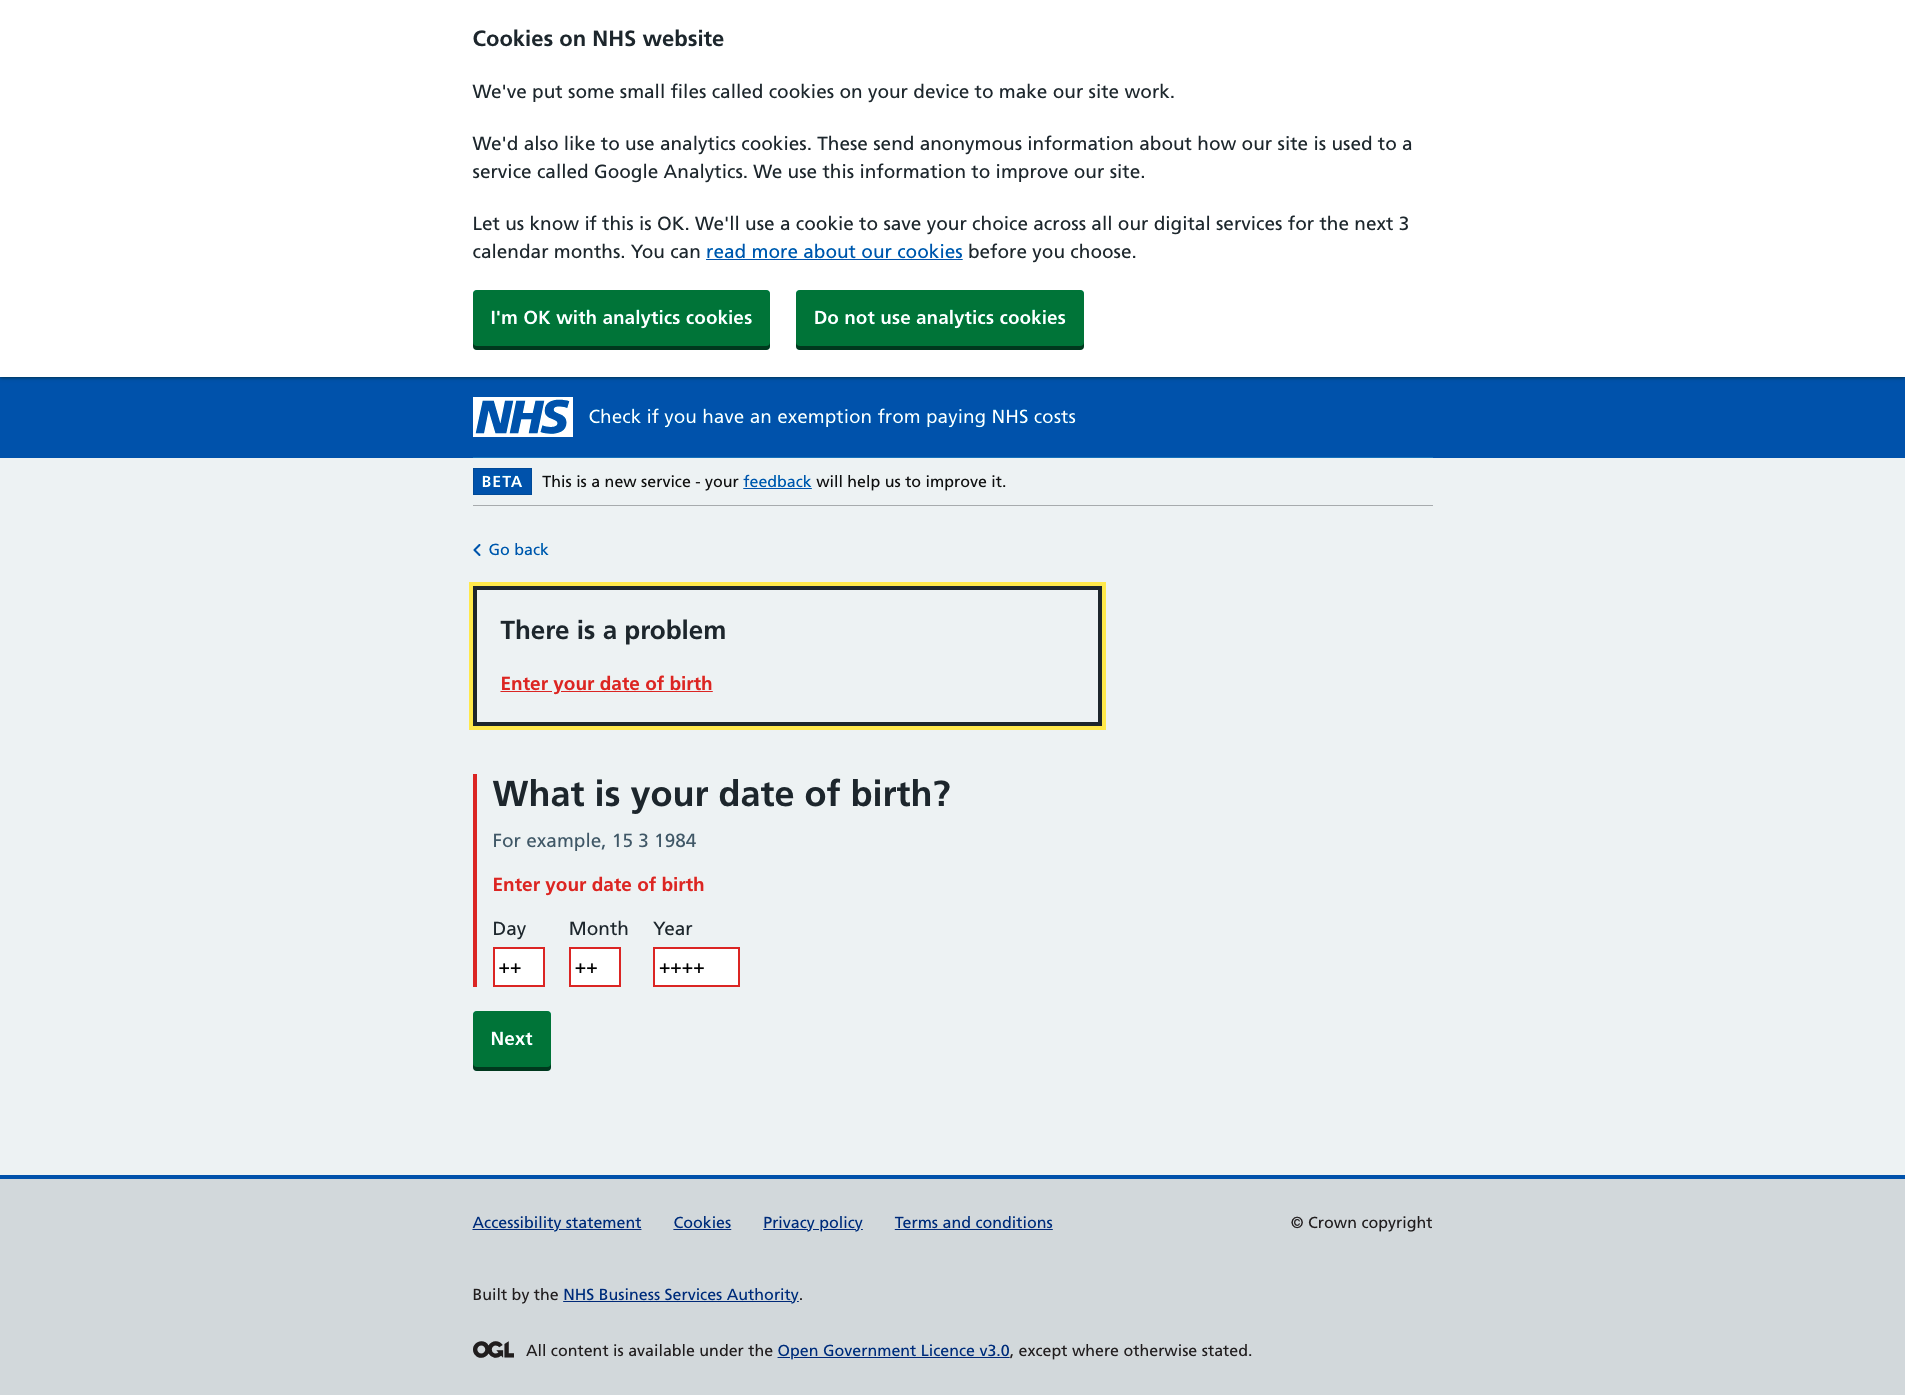 Cookies on NHS website
We've put some small files called cookies on your device to make our site work.
We'd also like to use analytics cookies. These send anonymous information about how our site is used to a
service called Google Analytics. We use this information to improve our site.
Let us know if this is OK. We'll use a cookie to save your choice across all our digital services for the next 3
calendar months. You can read more about our cookies before you choose.
I'm OK with analytics cookies
Do not use analytics cookies
NHS Check if you have an exemption from paying NHS costs
BETA This is a new service - your feedback will help us to improve it.
Go back
There is a problem
Enter your date of birth
What is your date of birth?
For example, 15 3 1984
Enter your date of birth
Day Month Year
++ ++ ++++
Next
Accessibility statement Cookies Privacy policy Terms and conditions © Crown copyright
Built by the NHS Business Services Authority.
OGL All content is available under the Open Government Licence v3.0, except where otherwise stated.